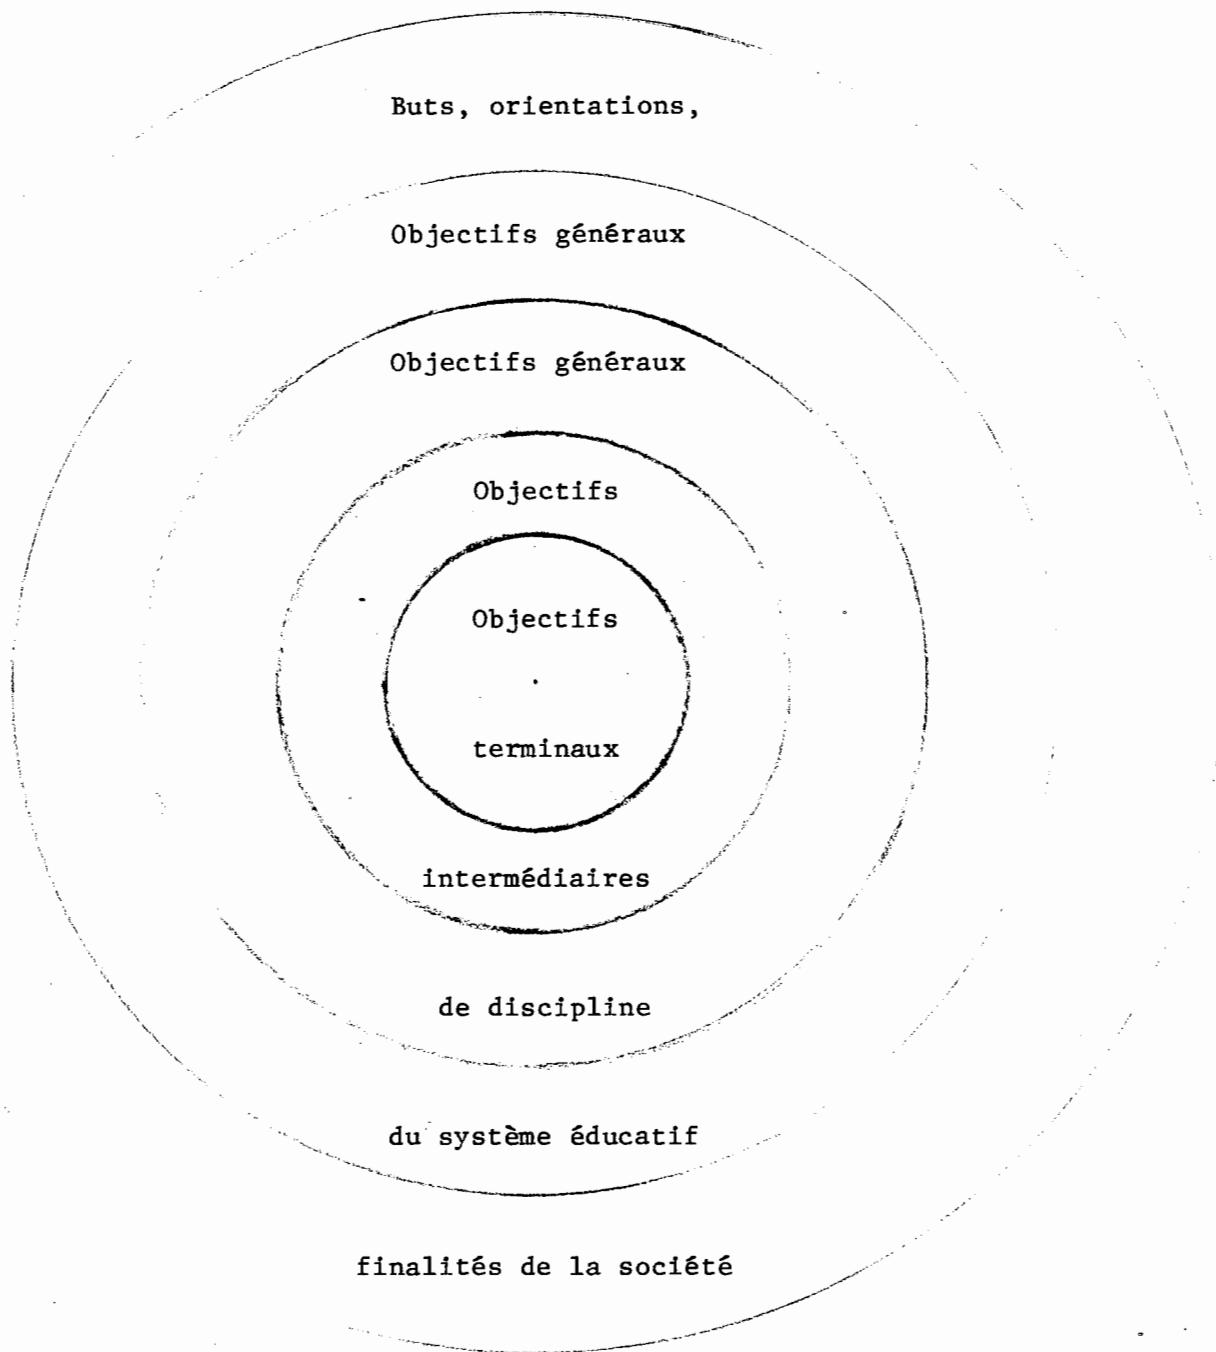 Buts, orientations,
Objectifs généraux
Objectifs généraux
Objectifs
Objectifs
terminaux
intermédiaires
de discipline
du système éducatif
finalités de la société